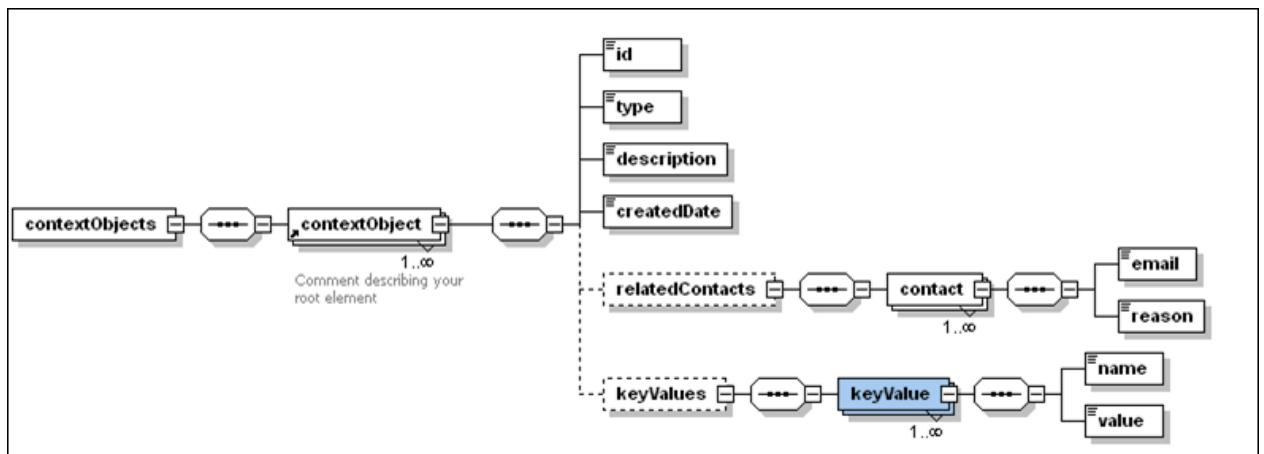 id
type
description
createdDate
contextObjects
contextObject
1..∞
Comment describing your
root element
relatedContacts
contact
1..∞
email
reason
keyValues
keyValue
1..∞
name
value